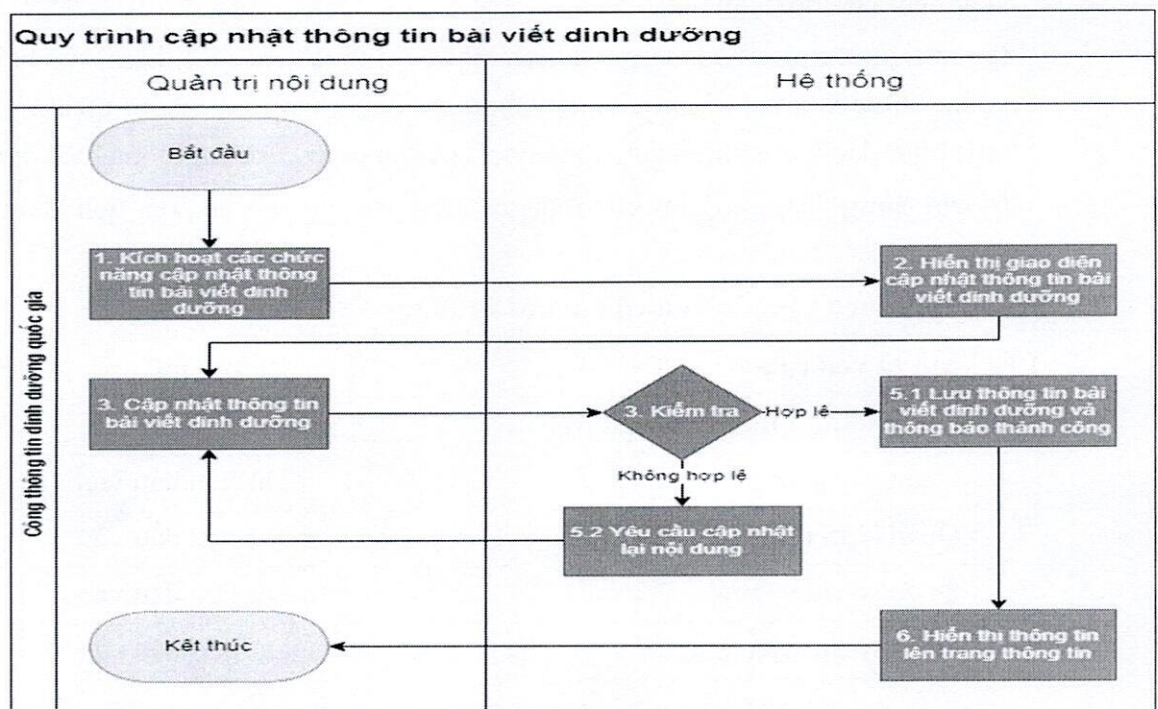 Quy trình cập nhật thông tin bài viết dinh dưỡng
Quản trị nội dung
Hệ thống
Cổng thông tin dinh dưỡng quốc gia
Bắt đầu
1. Kích hoạt các chức
năng cập nhật thông
tin bài viết dinh
dưỡng
2. Hiển thị giao diện
cập nhật thông tin bài
viết dinh dưỡng
3. Cập nhật thông tin
bài viết dinh dưỡng
3. Kiểm tra
Hợp lệ
5.1 Lưu thông tin bài
viết dinh dưỡng và
thông báo thành công
Không hợp lệ
5.2 Yêu cầu cập nhật
lại nội dung
6. Hiển thị thông tin
lên trang thông tin
Kết thúc